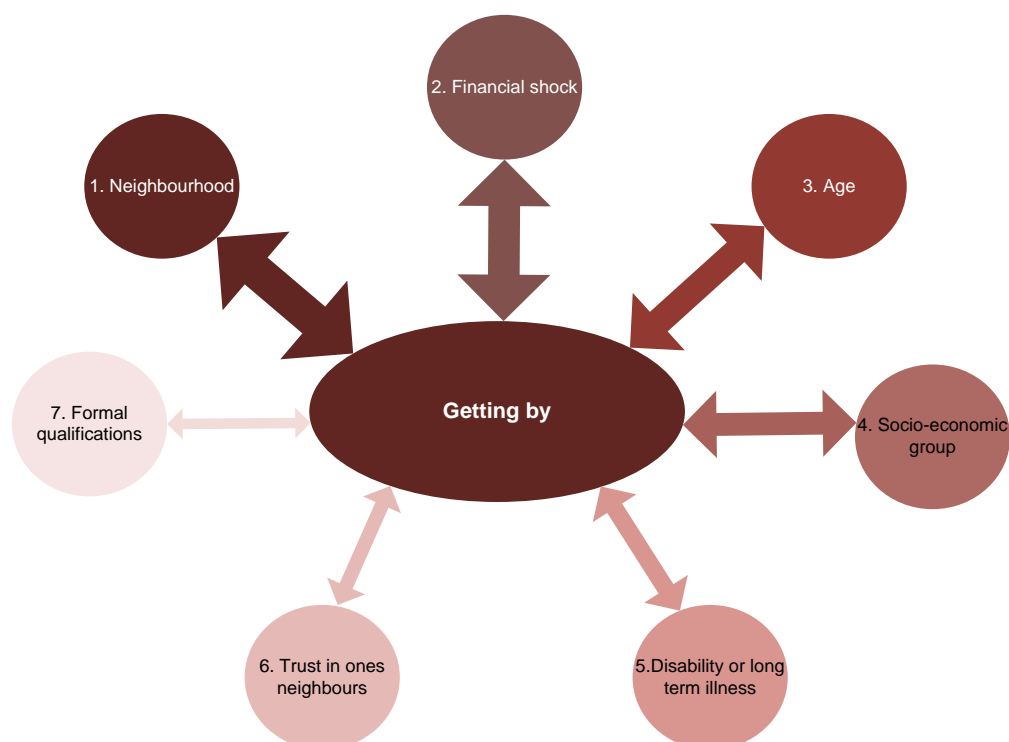 2. Financial shock
1. Neighbourhood
3. Age
Getting by
7. Formal
qualifications
4. Socio-economic
group
6. Trust in ones
neighbours
5.Disability or long
term illness